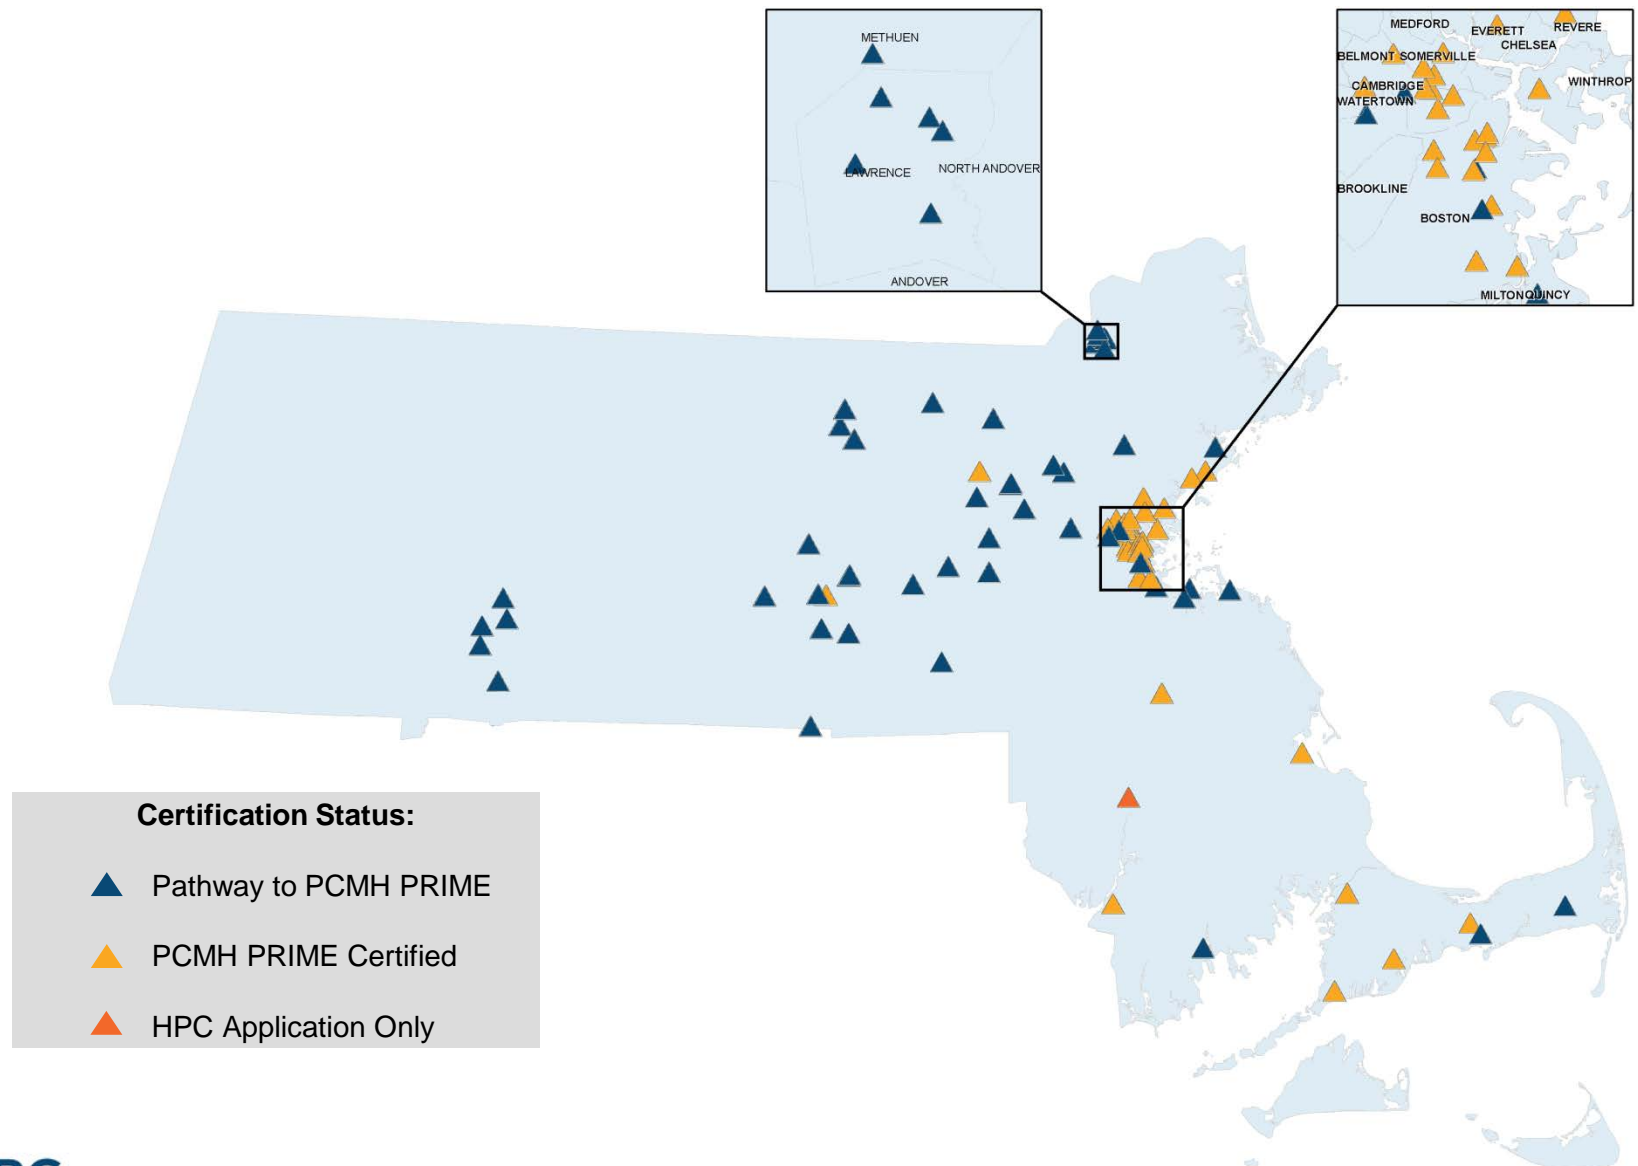 METHUEN
LAWRENCE
NORTH ANDOVER
ANDOVER
MEDFORD
EVERETT
REVERE
CHELSEA
BELMONT
SOMERVILLE
WINTHROP
CAMBRIDGE
WATERTOWN
BROOKLINE
BOSTON
MILTON
QUINCY
Certification Status:
Pathway to PCMH PRIME
PCMH PRIME Certified
HPC Application Only